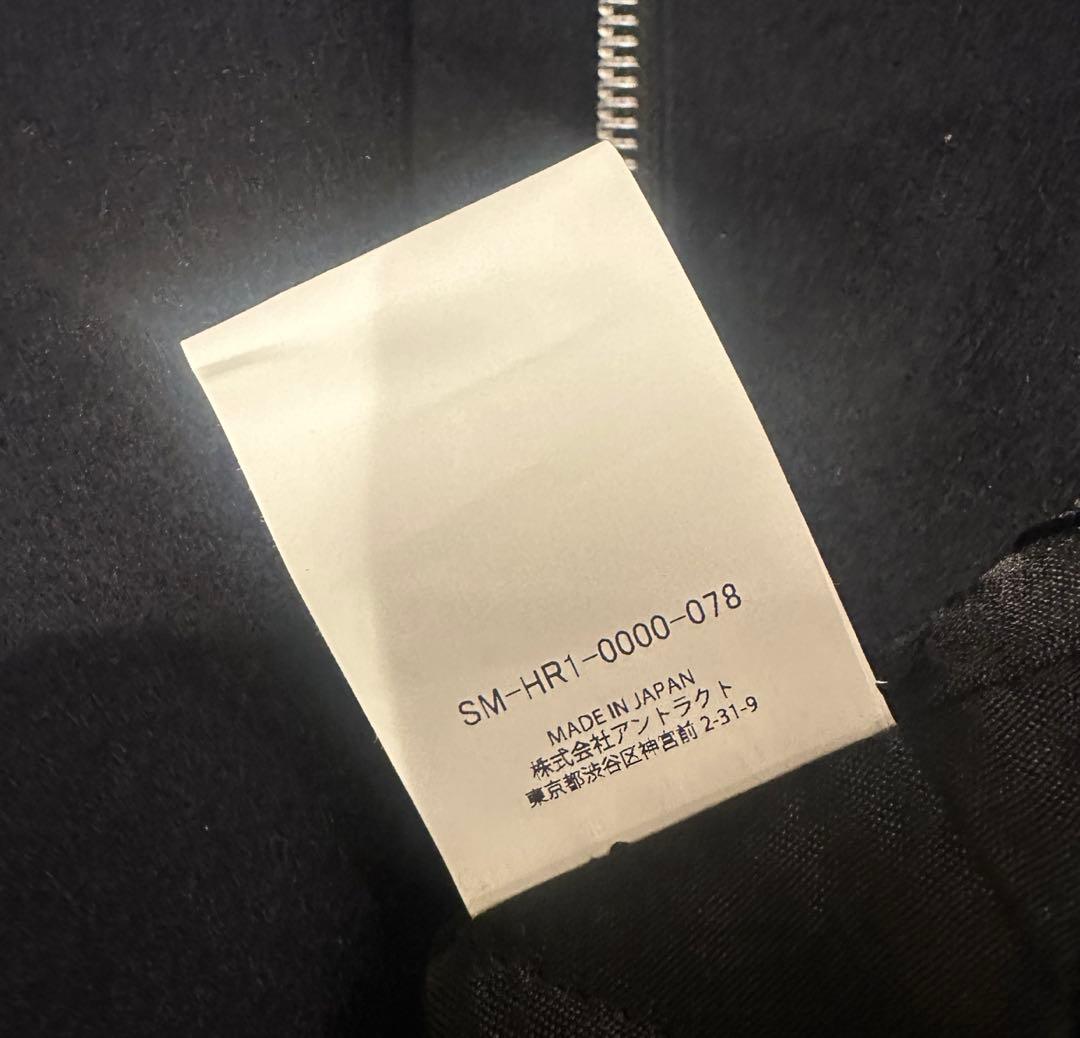 SM-HR1-0000-078
MADE IN JAPAN
株式会社アントラクト
東京都渋谷区神宮前 2-31-9